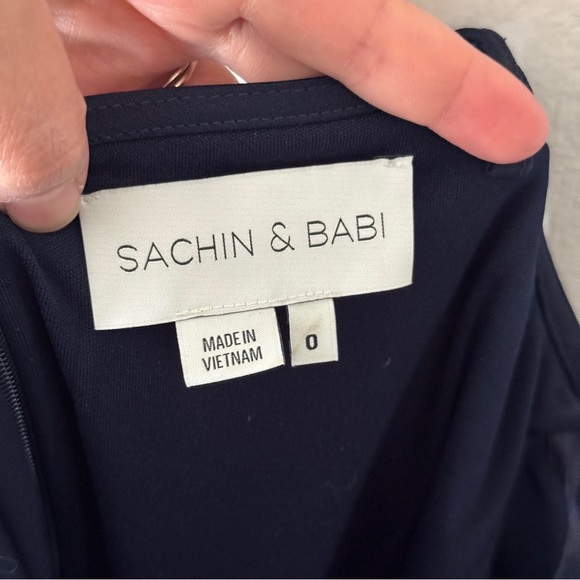 SACHIN & BABI
MADE IN
VIETNAM
0